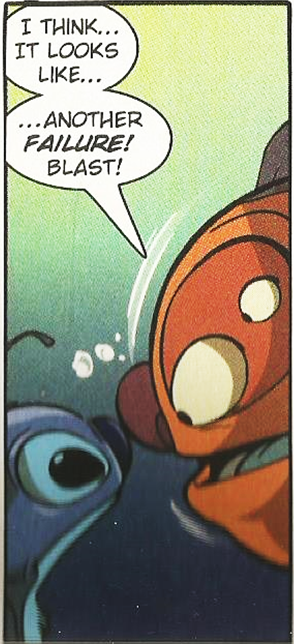 I THINK...
IT LOOKS
LIKE...
...ANOTHER
FAILURE!
BLAST!